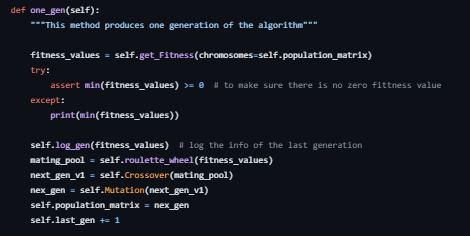 def one_gen(self):
"""This method produces one generation of the algorithm"""
fitness_values = self.get_Fitness(chromosomes=self.population_matrix)
try:
assert min(fitness_values) >= 0 # to make sure there is no zero fittness value
except:
print(min(fitness_values))
self.log_gen(fitness_values) # log the info of the last generation
mating_pool = self.roulette_wheel(fitness_values)
next_gen_v1 = self.Crossover(mating_pool)
nex_gen = self.Mutation(next_gen_v1)
self.population_matrix = nex_gen
self.last_gen += 1